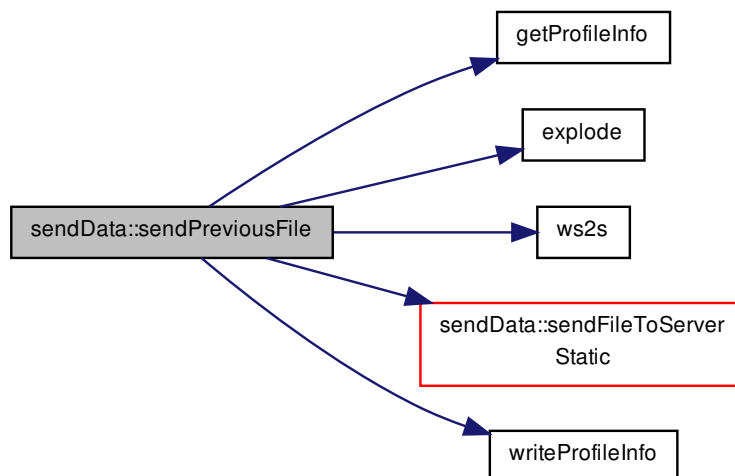 getProfileInfo
explode
sendData::sendPreviousFile
ws2s
sendData::sendFileToServer
Static
writeProfileInfo